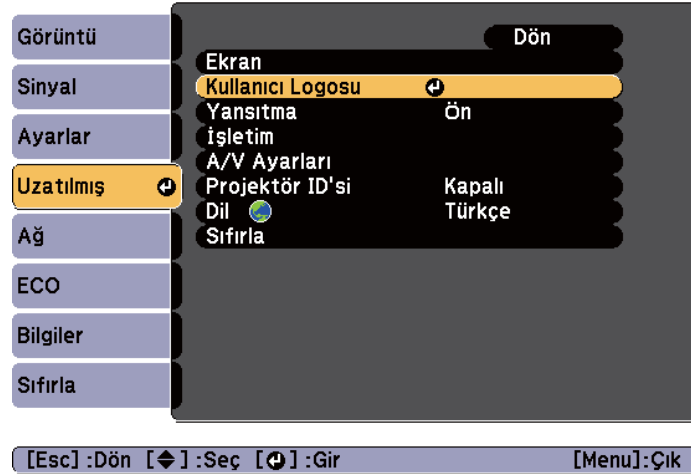 Görüntü
Sinyal
Ayarlar
Uzatılmış
Ağ
ECO
Bilgiler
Sıfırla
Dön
Ekran
Kullanıcı Logosu
Yansıtma Ön
İşletim
A/V Ayarları
Projektör ID'si Kapalı
Dil Türkçe
Sıfırla
[Esc] :Dön [◆] :Seç [⏎] :Gir [Menu]:Çık